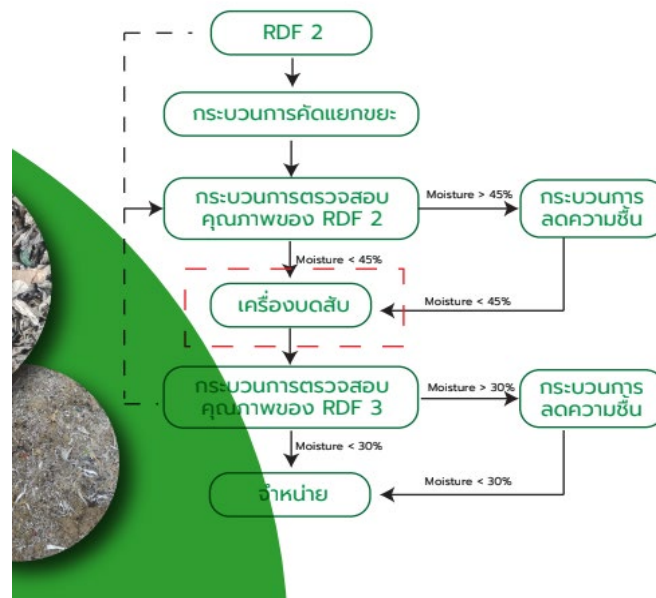 RDF 2
กระบวนการคัดแยกขยะ
กระบวนการตรวจสอบ
คุณภาพของ RDF 2
Moisture > 45%
กระบวนการ
ลดความชื้น
Moisture < 45%
เครื่องบดสับ
Moisture < 45%
กระบวนการตรวจสอบ
คุณภาพของ RDF 3
Moisture > 30%
กระบวนการ
ลดความชื้น
Moisture < 30%
จำหน่าย
Moisture < 30%